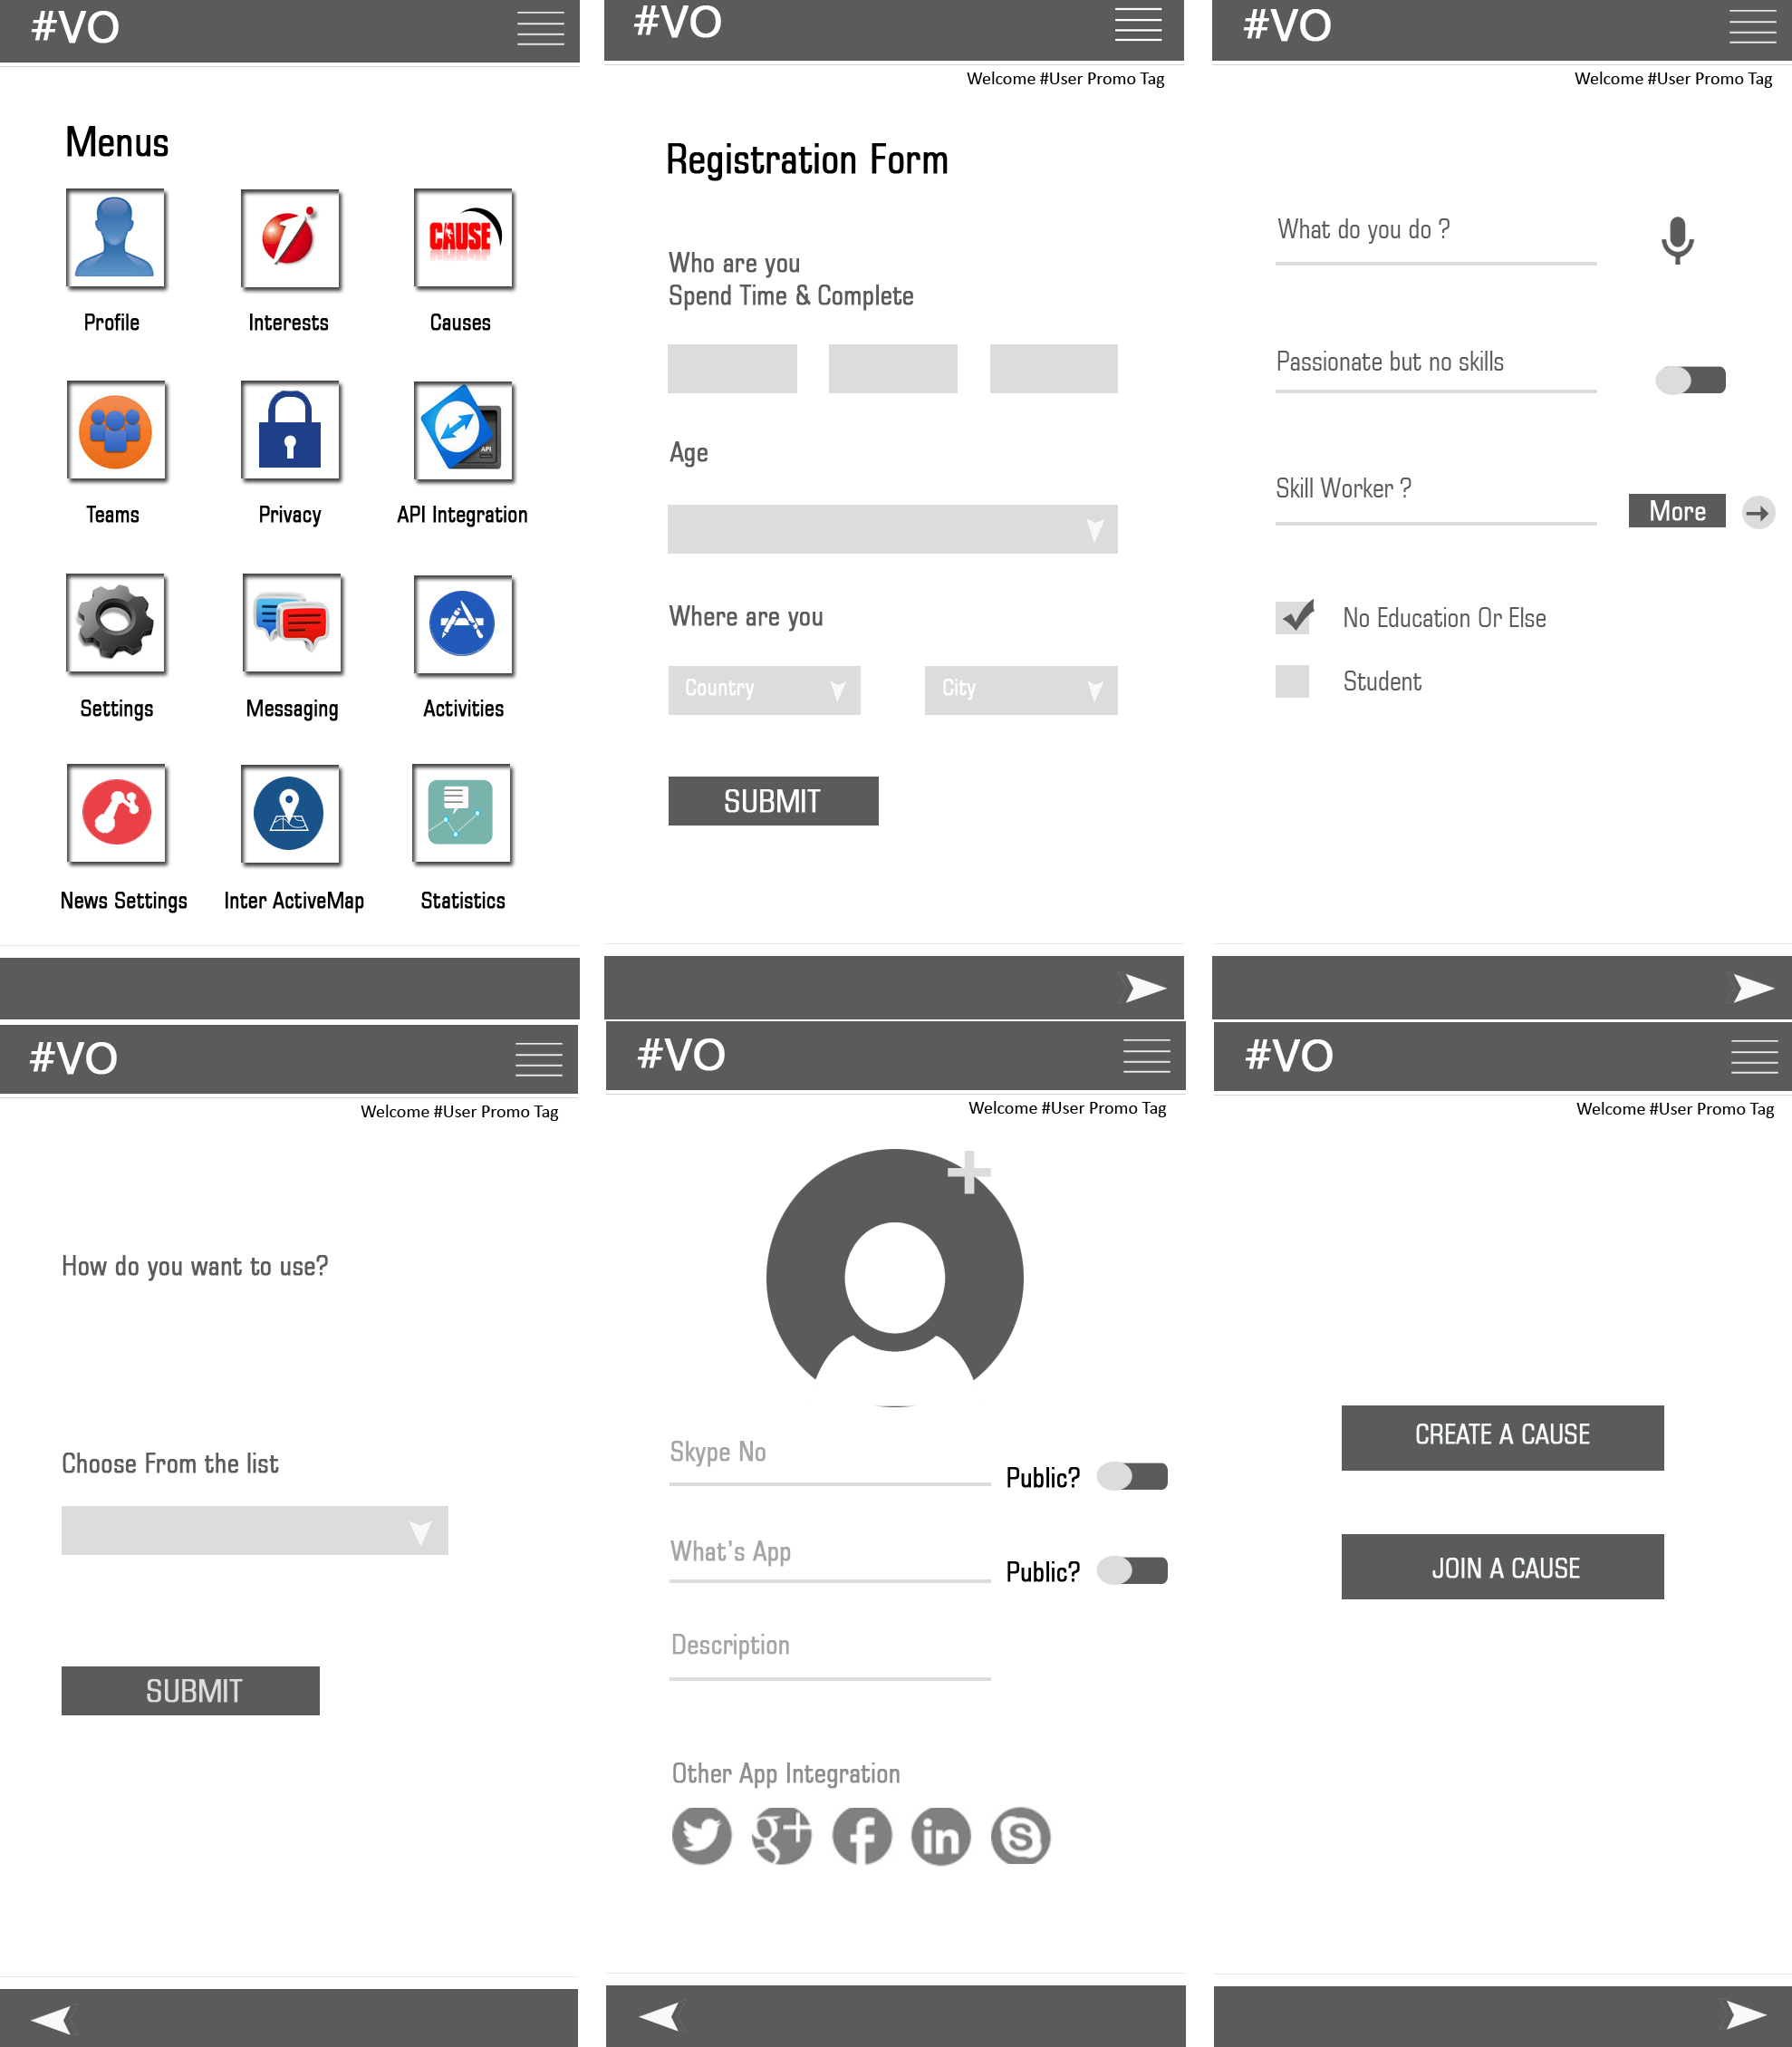 #VO
Menus
Profile
Interests
CAUSE
Causes
Teams
Privacy
API
API Integration
Settings
Messaging
Activities
News Settings
Inter ActiveMap
Statistics
#VO
Welcome #User Promo Tag
Registration Form
Who are you
Spend Time & Complete
Age
Where are you
Country
City
SUBMIT
#VO
Welcome #User Promo Tag
What do you do ?
Passionate but no skills
Skill Worker ?
More
No Education Or Else
Student
#VO
Welcome #User Promo Tag
How do you want to use?
Choose From the list
SUBMIT
#VO
Welcome #User Promo Tag
Skype No
Public?
What's App
Public?
Description
Other App Integration
g+
f
in
S
#VO
Welcome #User Promo Tag
CREATE A CAUSE
JOIN A CAUSE